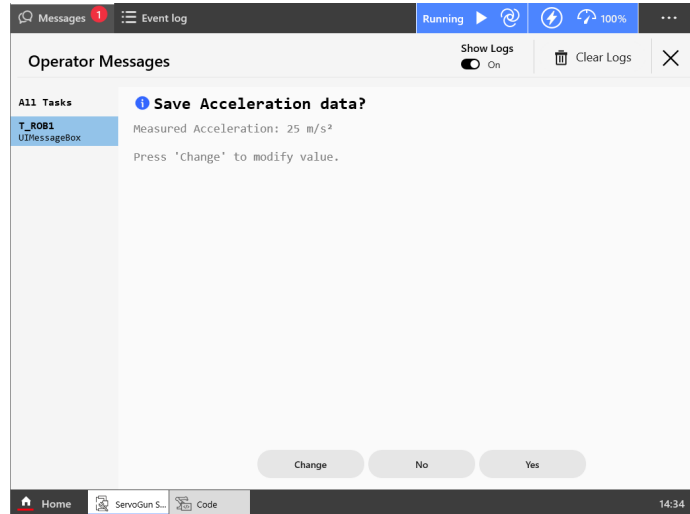 Messages 1 Event log Running 100% ...
Show Logs
Operator Messages On Clear Logs
All Tasks
T_ROB1
UIMessageBox
Save Acceleration data?
Measured Acceleration: 25 m/s²
Press 'Change' to modify value.
Change No Yes
Home ServoGun S... Code 14:34